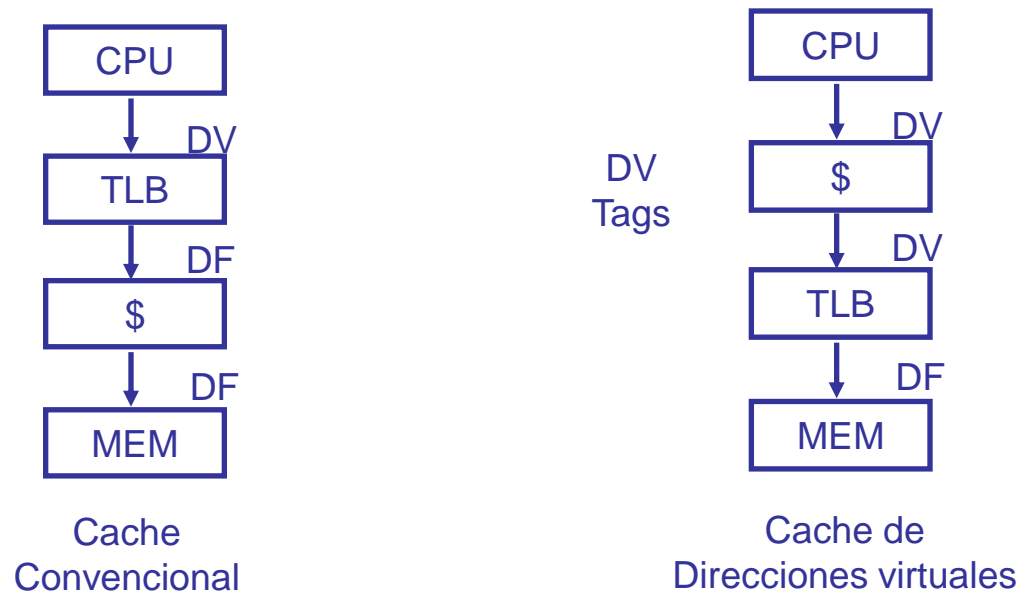 CPU
DV
TLB
DF
$
DF
MEM
Cache
Convencional
CPU
DV
$
DV
Tags
DV
TLB
DF
MEM
Cache de
Direcciones virtuales